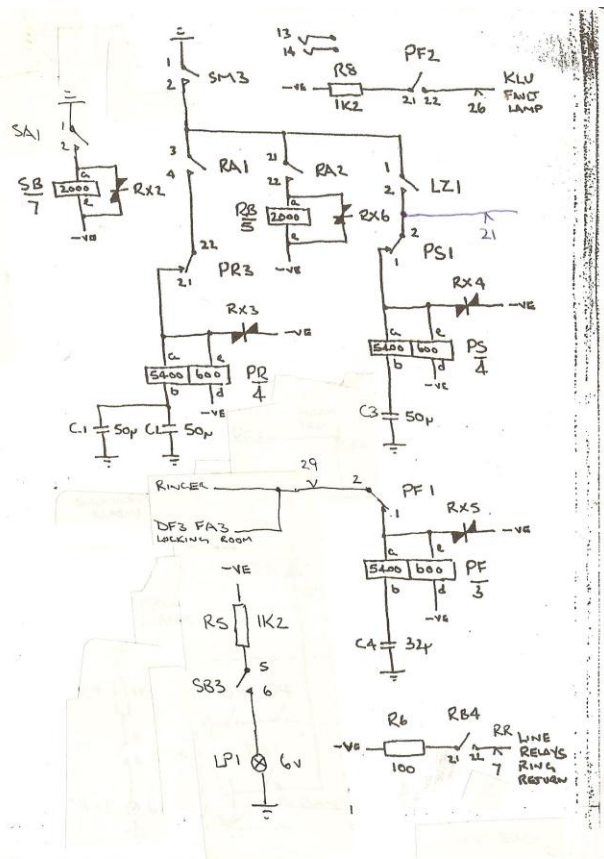 13
14
1
2
SM3
R8
PF2
-VE
1K2
21 22
26
KLU
FAULT
LAMP
SA1
1
2
SB
7
a
2000
e
RX2
-VE
3
4
RA1
21
22
RA2
RB
5
a
2000
e
RX6
-VE
1
2
LZ1
21
2
1
PS1
22
21
PR3
RX3
-VE
a
e
5400 600
b
d
PR
4
-VE
C1 50μ
50μ
RX4
-VE
a
e
5400 600
b
d
PS
4
-VE
C3 50μ
RINGER
29
2
1
PF1
DF3 FA3
LOCKING ROOM
RX5
-VE
a
e
5400 600
b
d
PF
3
-VE
C4 32μ
-VE
R5 1K2
SB3
5
6
LP1 6V
-VE
R6
100
RB4
21 22
RR
7
LINE
RELAYS
RING
RETURN